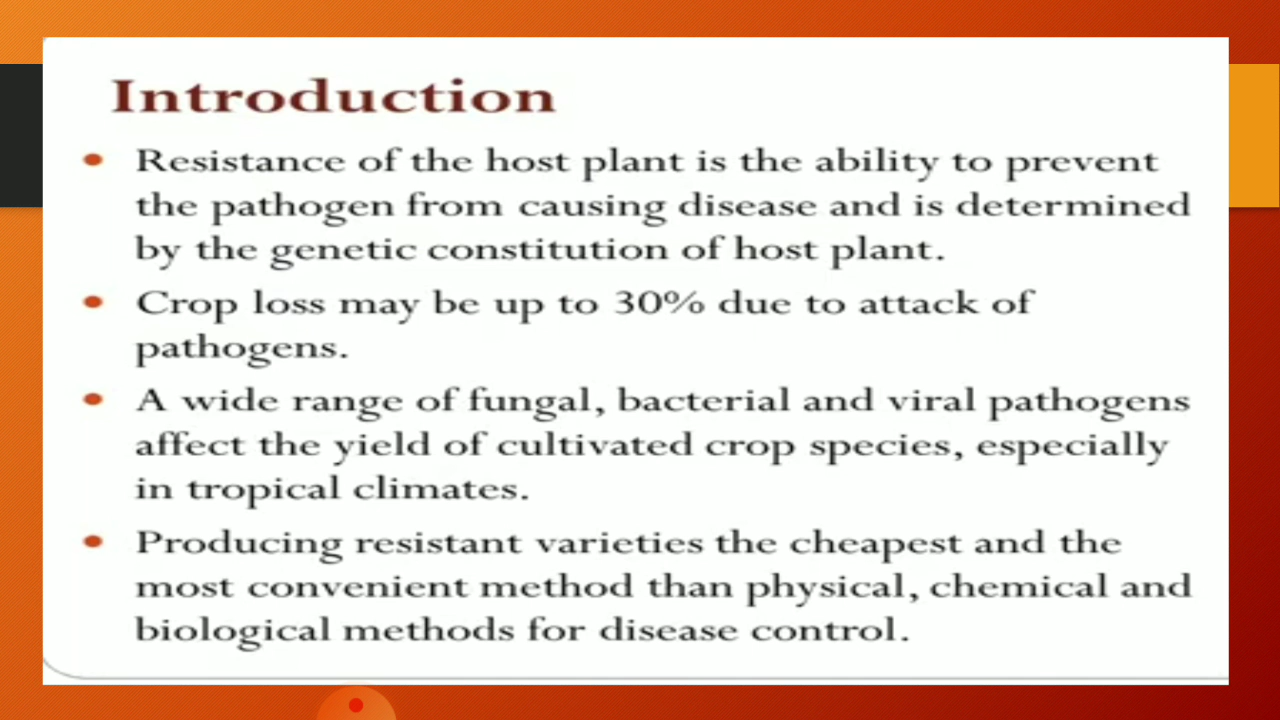 Introduction
• Resistance of the host plant is the ability to prevent
the pathogen from causing disease and is determined
by the genetic constitution of host plant.
• Crop loss may be up to 30% due to attack of
pathogens.
• A wide range of fungal, bacterial and viral pathogens
affect the yield of cultivated crop species, especially
in tropical climates.
• Producing resistant varieties the cheapest and the
most convenient method than physical, chemical and
biological methods for disease control.